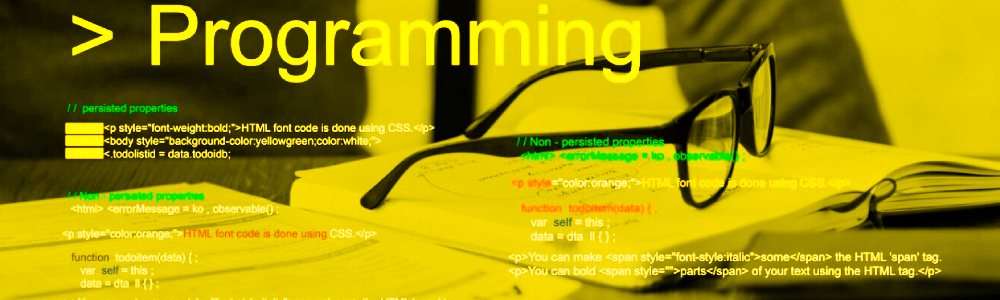 > Programming
// persisted properties
<p style="font-weight:bold;">HTML font code is done using CSS.</p>
<body style="background-color:yellowgreen;color:white;">
<.todolistid = data.todoidb;
// Non - persisted properties
<html> <errorMessage = ko , observable() ;
<p style="color:orange;">HTML font code is done using CSS.</p>
function todoitem(data) { ;
var self = this ;
data = dta II { } ;
// Non - persisted properties
<html> <errorMessage = ko , observable() ;
<p style="color:orange;">HTML font code is done using CSS.</p>
function todoitem(data) { ;
var self = this ;
data = dta II { } ;
<p>You can make <span style="font-style:italic">some</span> the HTML 'span' tag.
<p>You can bold <span style="">parts</span> of your text using the HTML tag.</p>